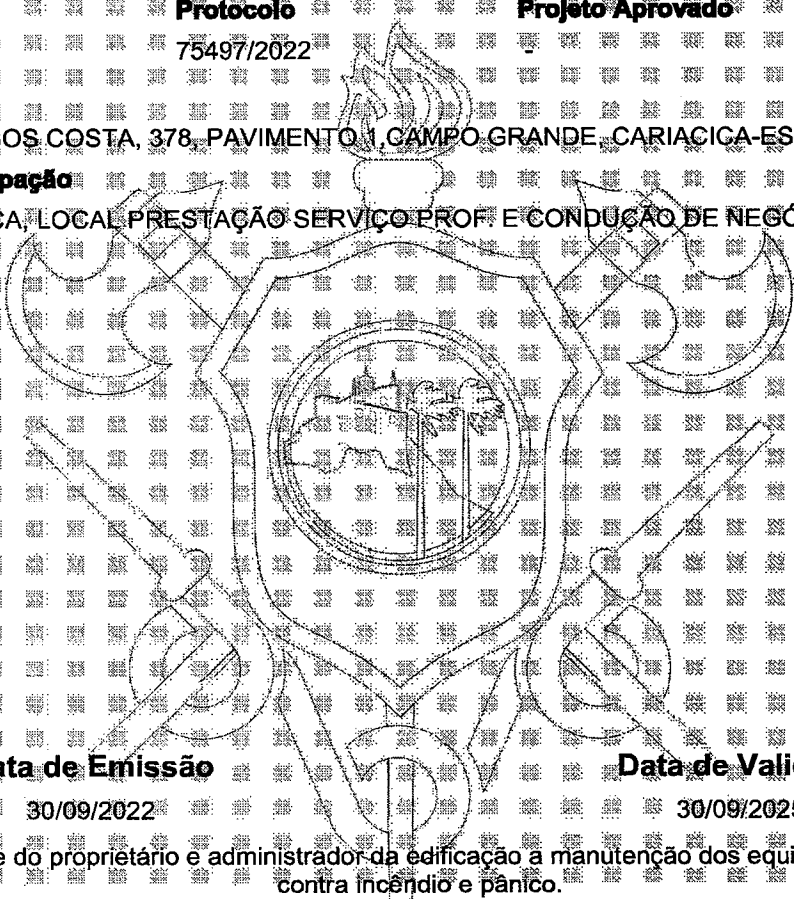 Protocolo Projeto Aprovado
75497/2022 -
GOS COSTA, 378, PAVIMENTO 1,CAMPO GRANDE, CARIACICA-ES
pação
CA, LOCAL PRESTAÇÃO SERVIÇO PROF. E CONDUÇÃO DE NEGÓ
ata de Emissão Data de Vali
30/09/2022 30/09/2025
e do proprietário e administrador da edificação a manutenção dos equi
contra incêndio e pânico.